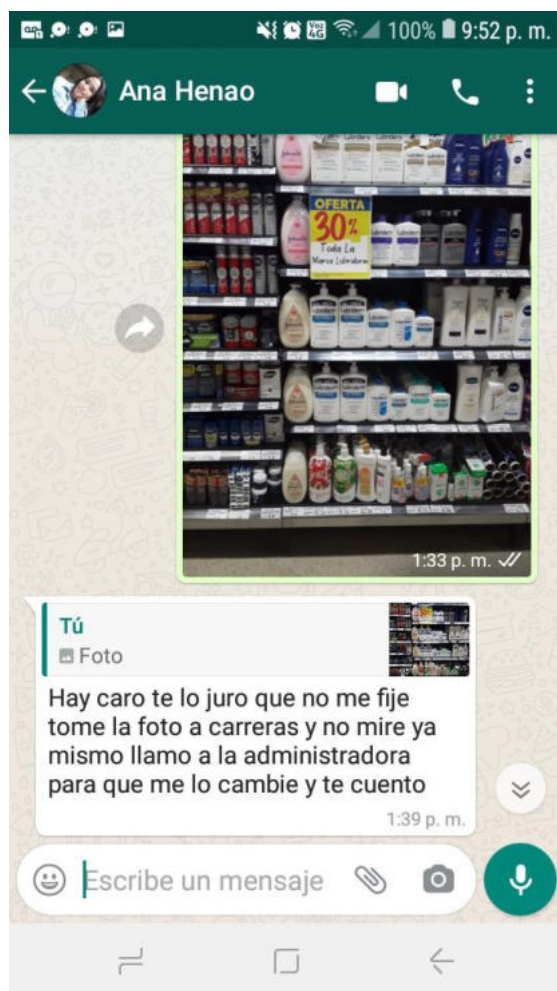 Voz
4G
100%
9:52 p. m.
Ana Henao
OFERTA
30%
Toda La
Marca Lubriderm
1:33 p. m.
Tú
Foto
Hay caro te lo juro que no me fije
tome la foto a carreras y no mire ya
mismo llamo a la administradora
para que me lo cambie y te cuento
1:39 p. m.
Escribe un mensaje